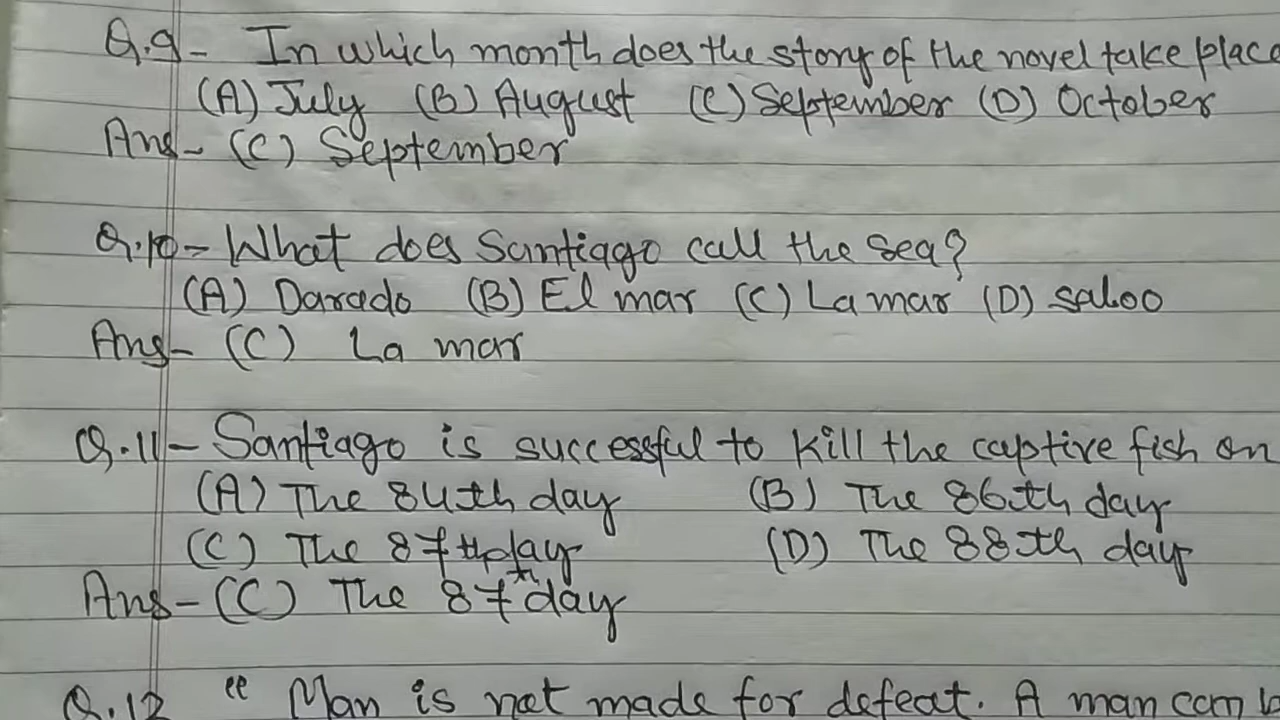 Q.9- In which month does the story of the novel take place
(A) July (B) August (C) September (D) October
Ans- (C) September
Q.10- What does Santiago call the sea?
(A) Darado (B) El mar (C) La mar (D) saloo
Ans- (C) La mar
Q.11- Santiago is successful to kill the captive fish on
(A) The 84th day (B) The 86th day
(C) The 87th day (D) The 88th day
Ans- (C) The 87th day
Q.12 “ Man is not made for defeat. A man can b